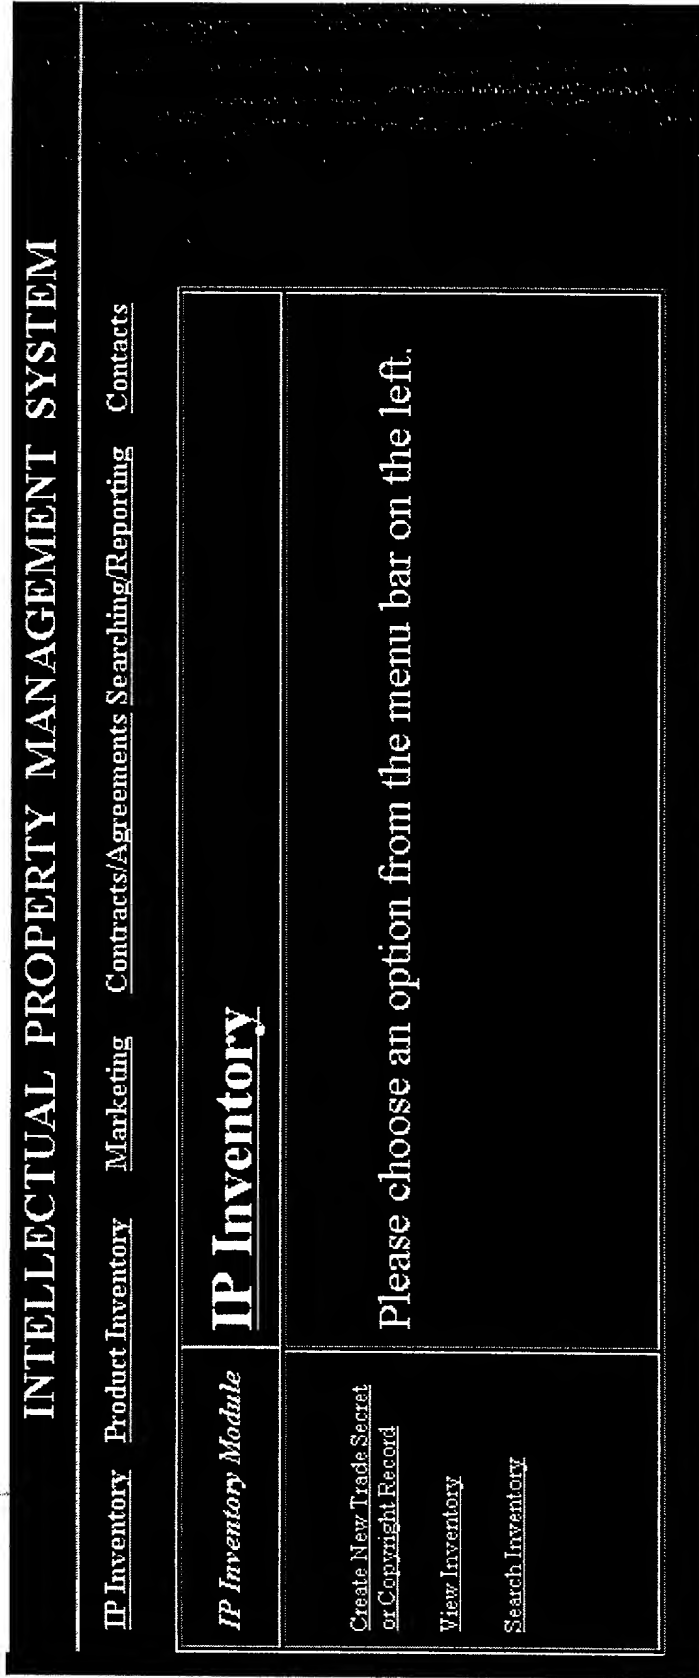 INTELLECTUAL PROPERTY MANAGEMENT SYSTEM
IP Inventory Product Inventory Marketing Contracts/Agreements Searching/Reporting Contacts
IP Inventory Module
IP Inventory
Create New Trade Secret
or Copyright Record
View Inventory
Search Inventory
Please choose an option from the menu bar on the left.